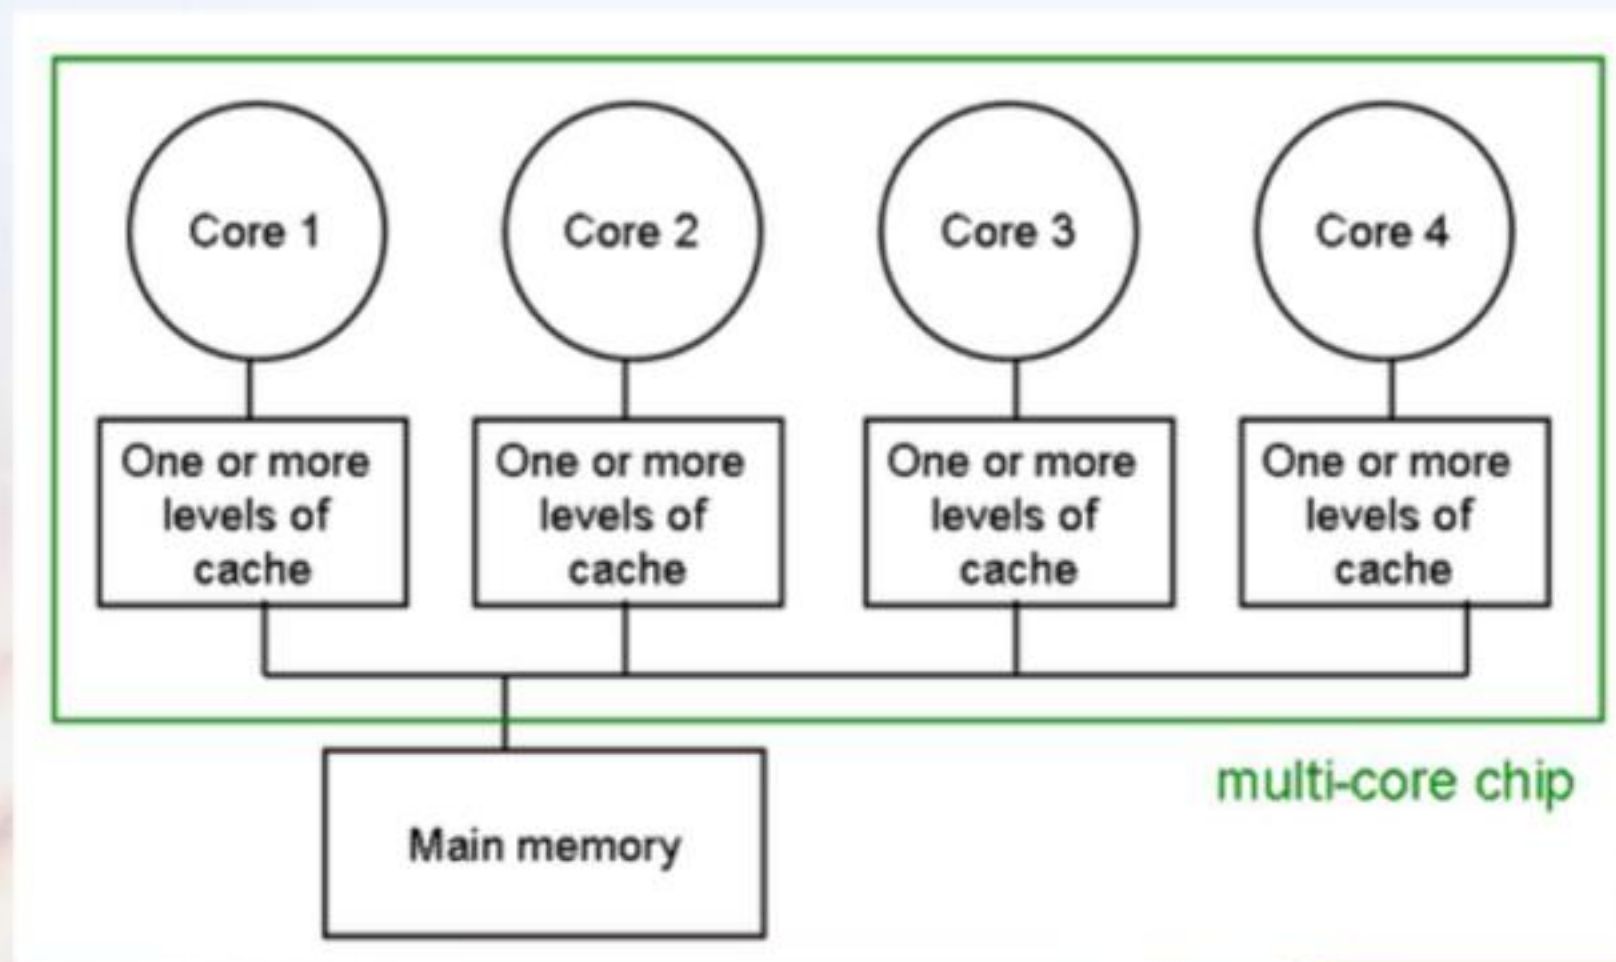 Core 1
Core 2
Core 3
Core 4
One or more
levels of
cache
One or more
levels of
cache
One or more
levels of
cache
One or more
levels of
cache
multi-core chip
Main memory